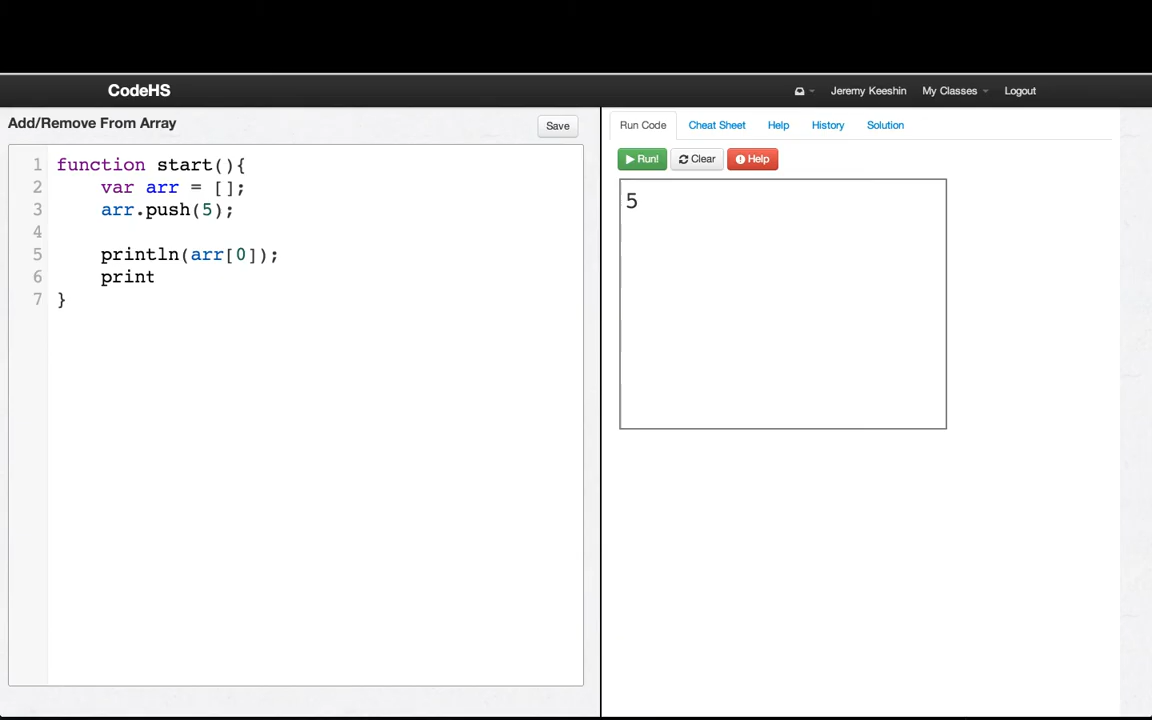 CodeHS
Jeremy Keeshin My Classes Logout
Add/Remove From Array
Save
1 function start(){
2 var arr = [];
3 arr.push(5);
4
5 println(arr[0]);
6 print
7 }
Run Code Cheat Sheet Help History Solution
Run! Clear Help
5